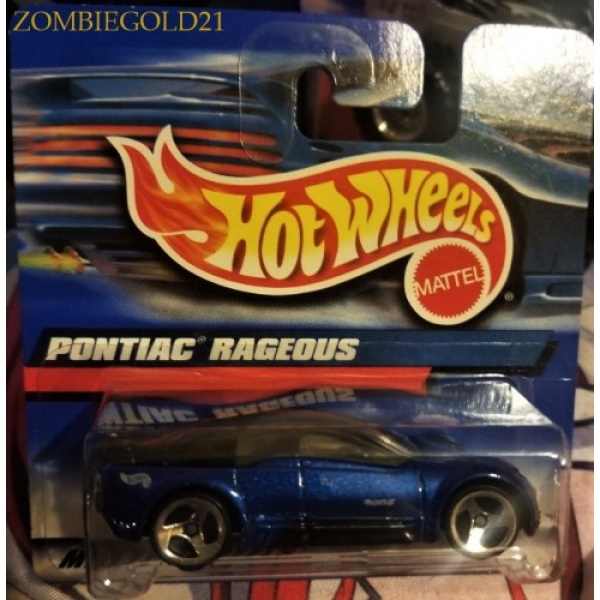 ZOMBIEGOLD21
HOT WHEELS
MATTEL
®
PONTIAC® RAGEOUS